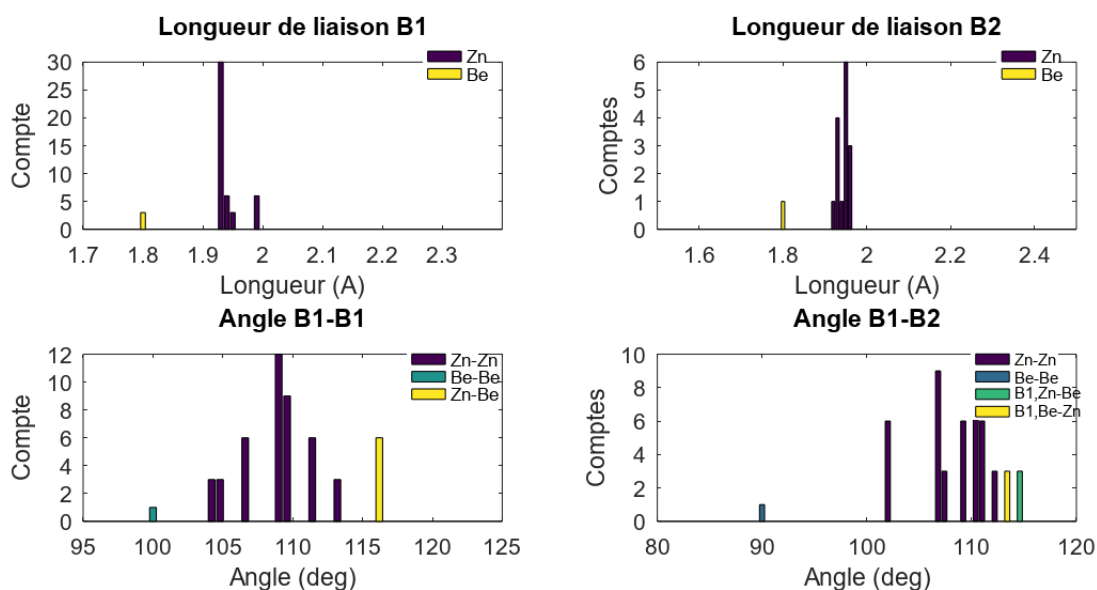 Longueur de liaison B1
30
25
20
15
10
5
0
Compte
1.7 1.8 1.9 2 2.1 2.2 2.3
Longueur (A)
Zn
Be
Longueur de liaison B2
6
5
4
3
2
1
0
Comptes
1.6 1.8 2 2.2 2.4
Longueur (A)
Zn
Be
Angle B1-B1
12
10
8
6
4
2
0
Compte
95 100 105 110 115 120 125
Angle (deg)
Zn-Zn
Be-Be
Zn-Be
Angle B1-B2
10
8
6
4
2
0
Comptes
80 90 100 110 120
Angle (deg)
Zn-Zn
Be-Be
B1,Zn-Be
B1,Be-Zn